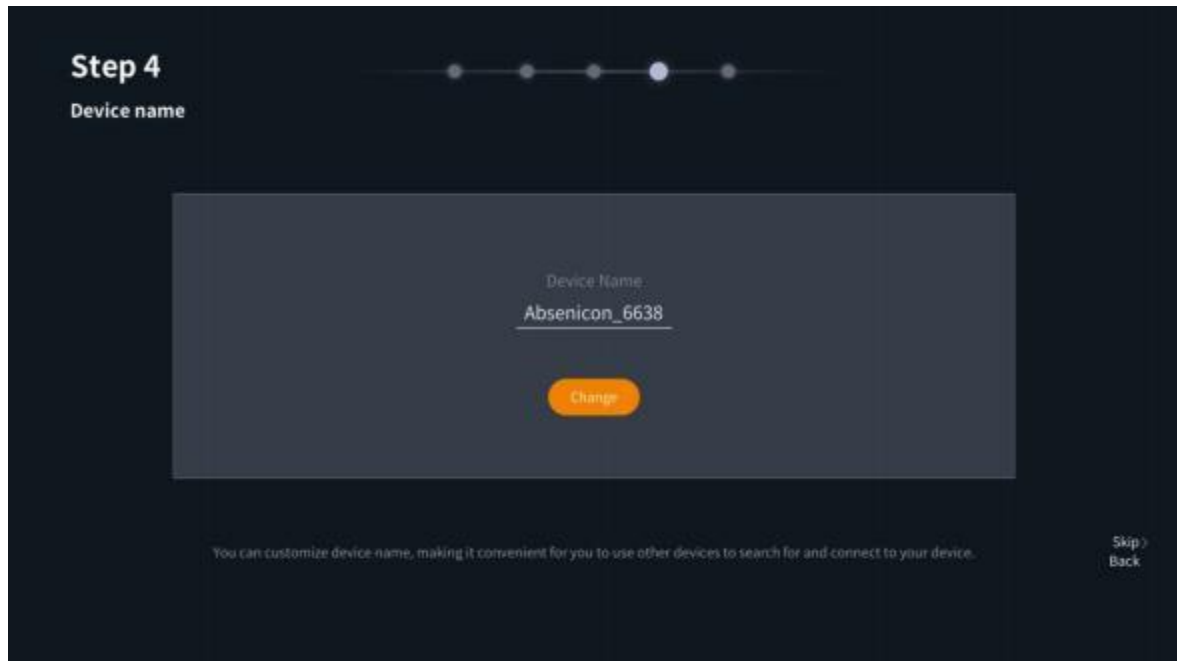 Step 4
Device name
Device Name
Absenicon_6638
Change
You can customize device name, making it convenient for you to use other devices to search for and connect to your device.
Skip
Back